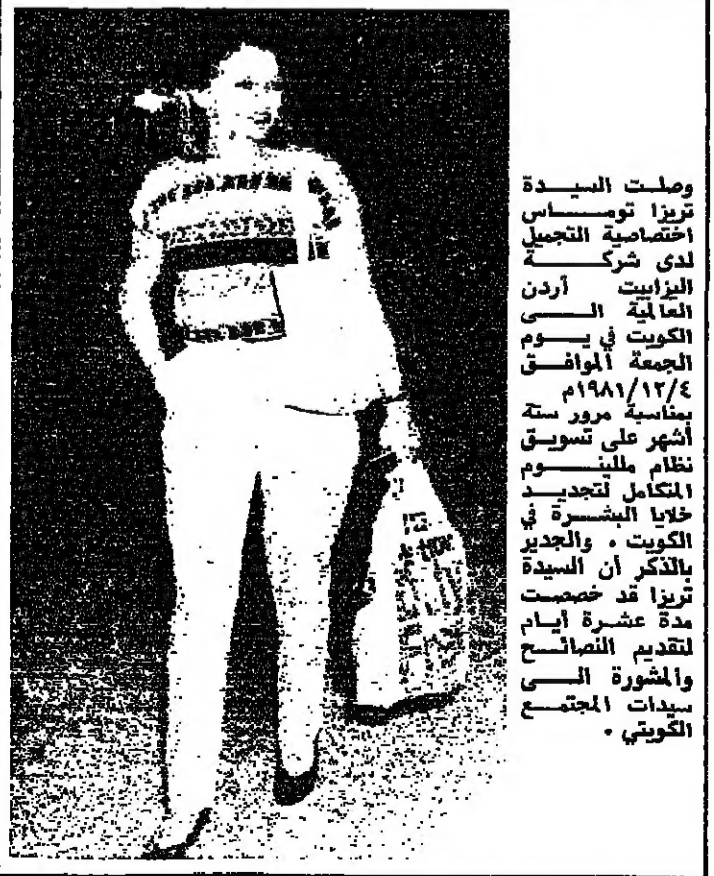 وصلت السيدة
تريزا توماس
اختصاصية التجميل
لدى شركة
اليزابيت أردن
العالمية الى
الكويت في يوم
الجمعة الموافق
١٩٨١/١٢/٤م
بمناسبة مرور ستة
أشهر على تسويق
نظام مللينوم
المتكامل لتجديد
خلايا البشرة في
الكويت . والجدير
بالذكر أن السيدة
تريزا قد خصصت
مدة عشرة أيام
لتقديم النصائح
والمشورة الى
سيدات المجتمع
الكويتي .